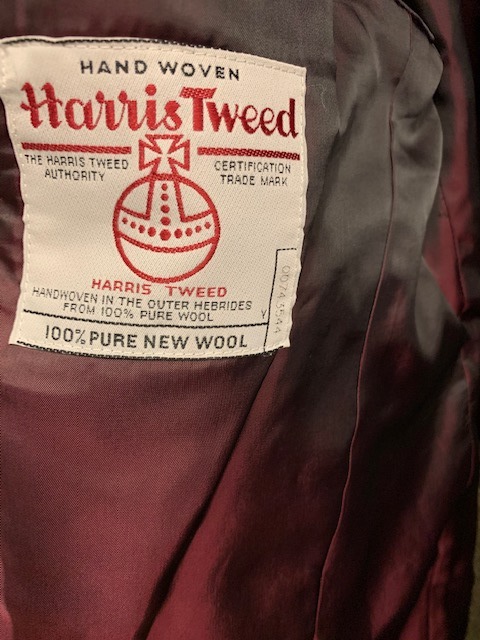 HAND WOVEN
Harris Tweed
THE HARRIS TWEED AUTHORITY
CERTIFICATION TRADE MARK
HARRIS TWEED
HANDWOVEN IN THE OUTER HEBRIDES
FROM 100% PURE WOOL
Y
100% PURE NEW WOOL